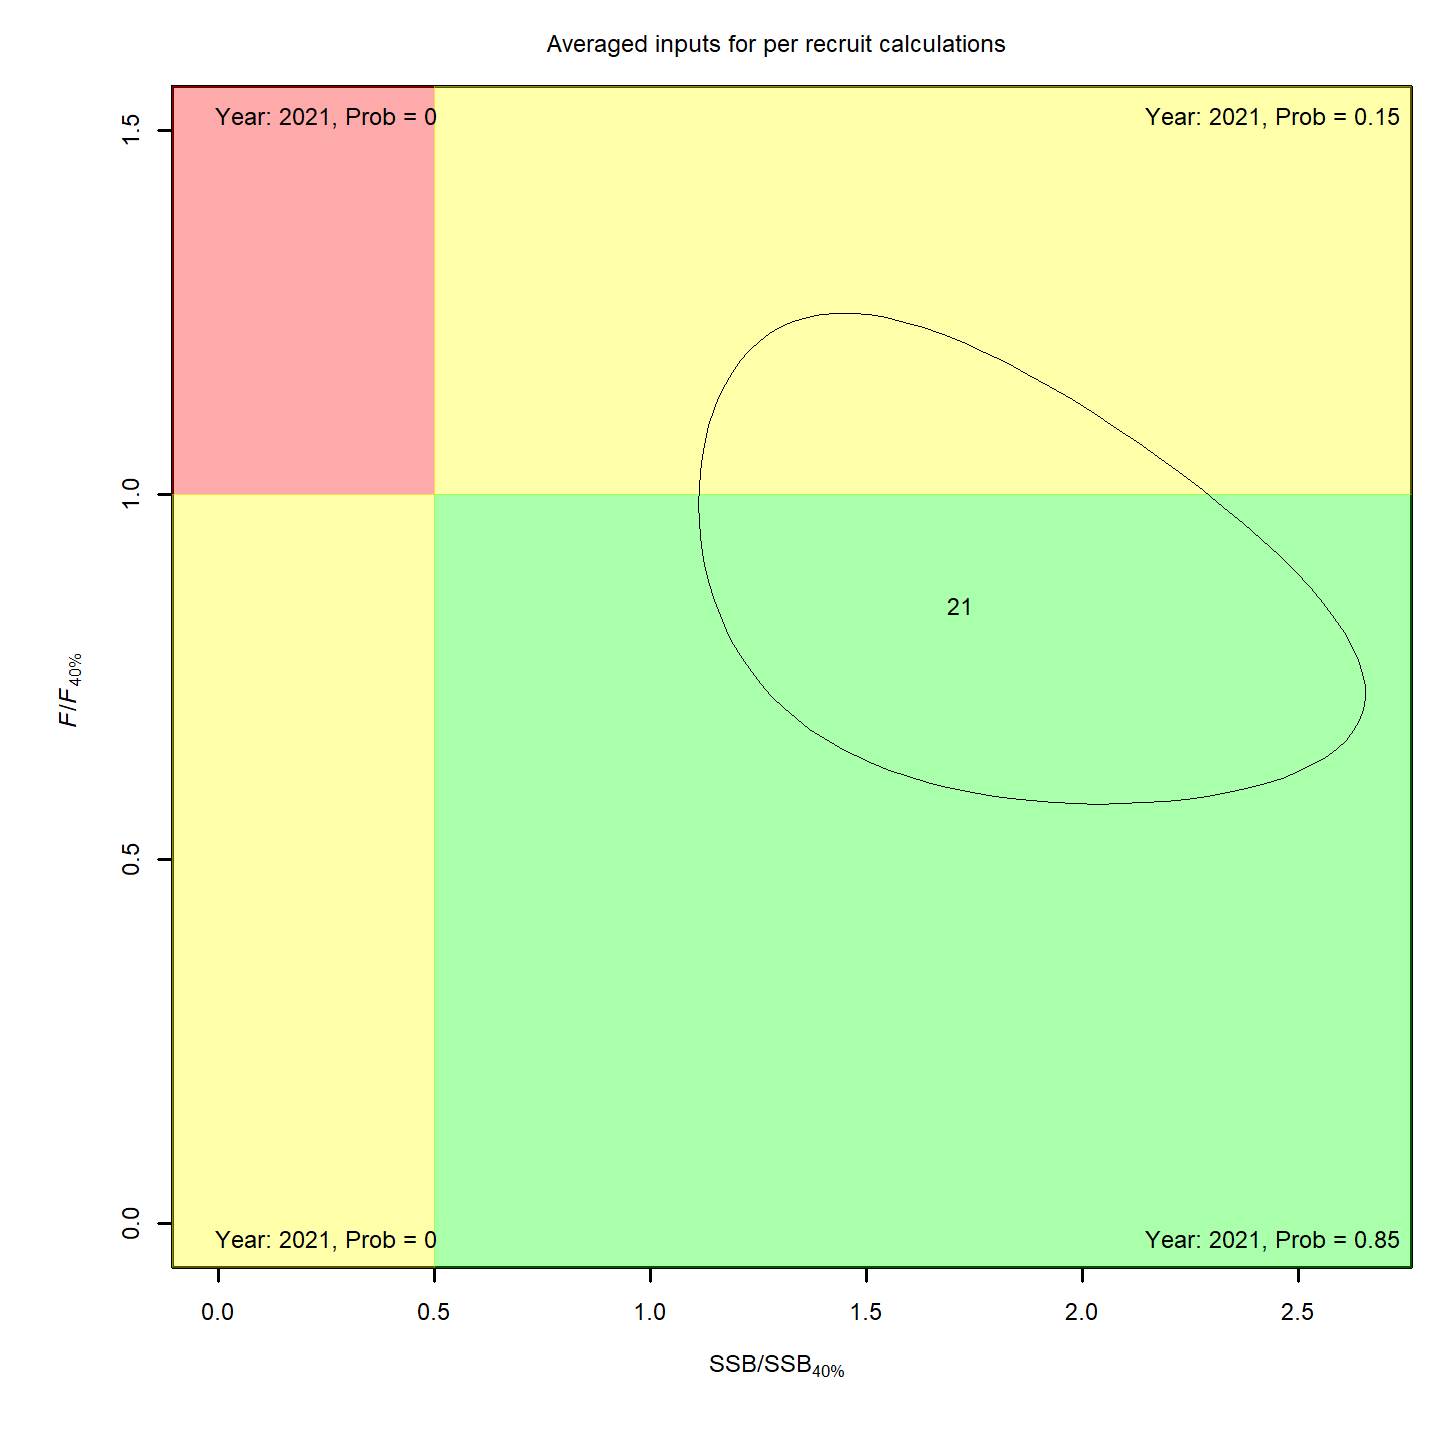 Averaged inputs for per recruit calculations
Year: 2021, Prob = 0
Year: 2021, Prob = 0.15
1.5
1.0
0.5
0.0
F/F40%
21
Year: 2021, Prob = 0
Year: 2021, Prob = 0.85
0.0 0.5 1.0 1.5 2.0 2.5
SSB/SSB40%